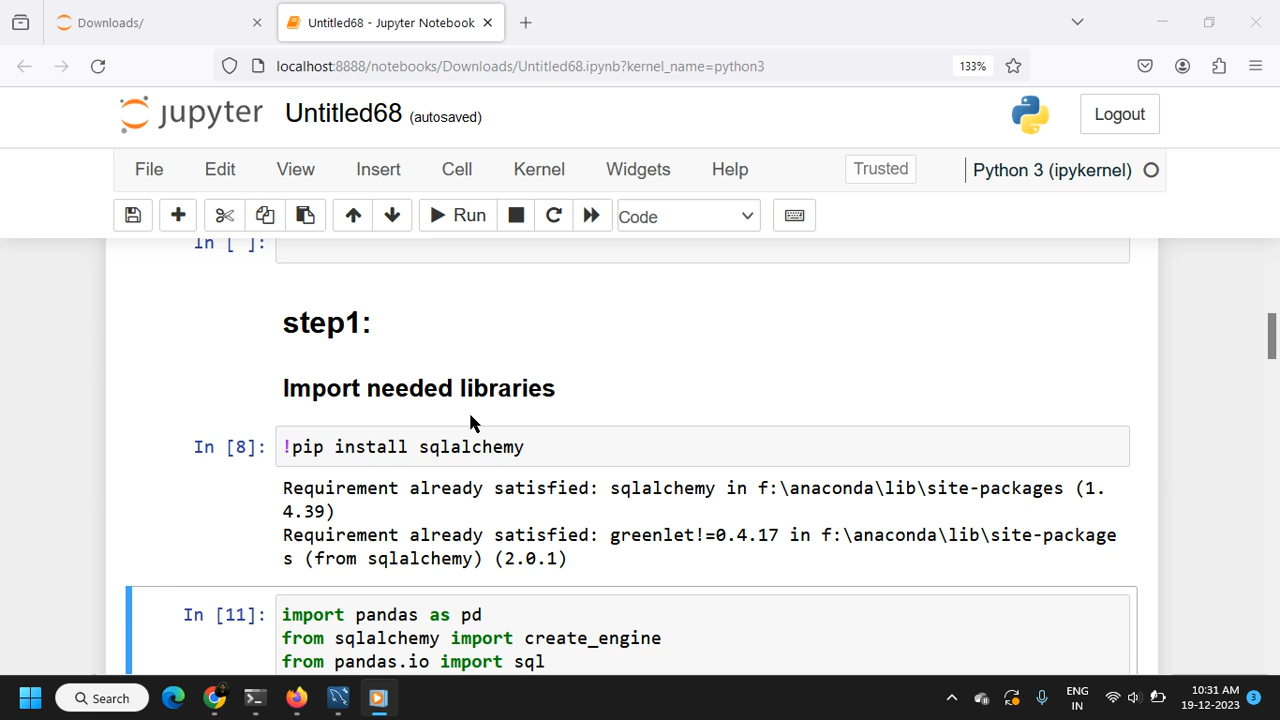 Downloads/
Untitled68 - Jupyter Notebook
localhost:8888/notebooks/Downloads/Untitled68.ipynb?kernel_name=python3
133%
jupyter Untitled68 (autosaved)
Logout
File Edit View Insert Cell Kernel Widgets Help
Trusted
Python 3 (ipykernel)
Run
Code
In [ ]:
step1:
Import needed libraries
In [8]: !pip install sqlalchemy
Requirement already satisfied: sqlalchemy in f:\anaconda\lib\site-packages (1.
4.39)
Requirement already satisfied: greenlet!=0.4.17 in f:\anaconda\lib\site-package
s (from sqlalchemy) (2.0.1)
In [11]: import pandas as pd
from sqlalchemy import create_engine
from pandas.io import sql
Search
ENG
IN
10:31 AM
19-12-2023
3